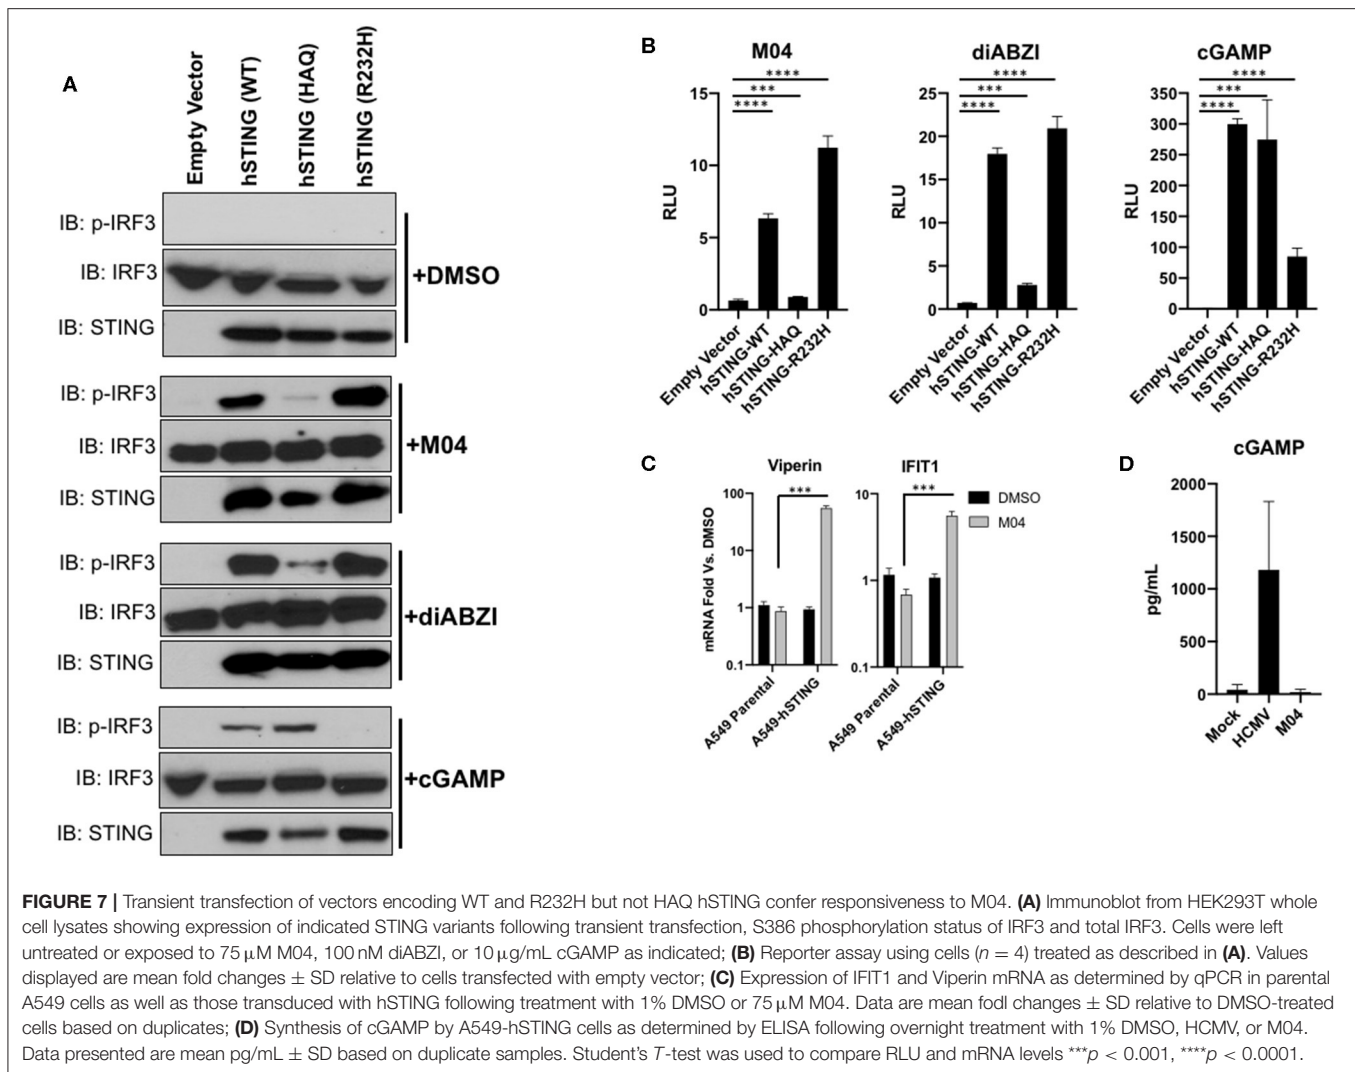 A
Empty Vector
hSTING (WT)
hSTING (HAQ)
hSTING (R232H)
IB: p-IRF3
IB: IRF3
IB: STING
+DMSO
IB: p-IRF3
IB: IRF3
IB: STING
+M04
IB: p-IRF3
IB: IRF3
IB: STING
+diABZI
IB: p-IRF3
IB: IRF3
IB: STING
+cGAMP
B
M04
****
***
****
15
10
5
0
RLU
Empty Vector
hSTING-WT
hSTING-HAQ
hSTING-R232H
diABZI
****
***
****
25
20
15
10
5
0
RLU
Empty Vector
hSTING-WT
hSTING-HAQ
hSTING-R232H
cGAMP
****
***
****
350
300
250
200
150
100
50
0
RLU
Empty Vector
hSTING-WT
hSTING-HAQ
hSTING-R232H
C
Viperin
***
100
10
1
0.1
mRNA Fold Vs. DMSO
A549 Parental
A549-hSTING
IFIT1
***
10
1
0.1
A549 Parental
A549-hSTING
DMSO
M04
D
cGAMP
2000
1500
1000
500
0
pg/mL
Mock
HCMV
M04
FIGURE 7 | Transient transfection of vectors encoding WT and R232H but not HAQ hSTING confer responsiveness to M04. (A) Immunoblot from HEK293T whole
cell lysates showing expression of indicated STING variants following transient transfection, S386 phosphorylation status of IRF3 and total IRF3. Cells were left
untreated or exposed to 75 μM M04, 100 nM diABZI, or 10 μg/mL cGAMP as indicated; (B) Reporter assay using cells (n = 4) treated as described in (A). Values
displayed are mean fold changes ± SD relative to cells transfected with empty vector; (C) Expression of IFIT1 and Viperin mRNA as determined by qPCR in parental
A549 cells as well as those transduced with hSTING following treatment with 1% DMSO or 75 μM M04. Data are mean fodl changes ± SD relative to DMSO-treated
cells based on duplicates; (D) Synthesis of cGAMP by A549-hSTING cells as determined by ELISA following overnight treatment with 1% DMSO, HCMV, or M04.
Data presented are mean pg/mL ± SD based on duplicate samples. Student's T-test was used to compare RLU and mRNA levels ***p < 0.001, ****p < 0.0001.